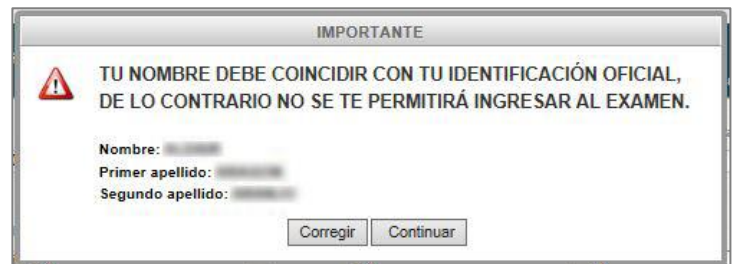 IMPORTANTE
TU NOMBRE DEBE COINCIDIR CON TU IDENTIFICACIÓN OFICIAL,
DE LO CONTRARIO NO SE TE PERMITIRÁ INGRESAR AL EXAMEN.
Nombre:
Primer apellido:
Segundo apellido:
Corregir Continuar